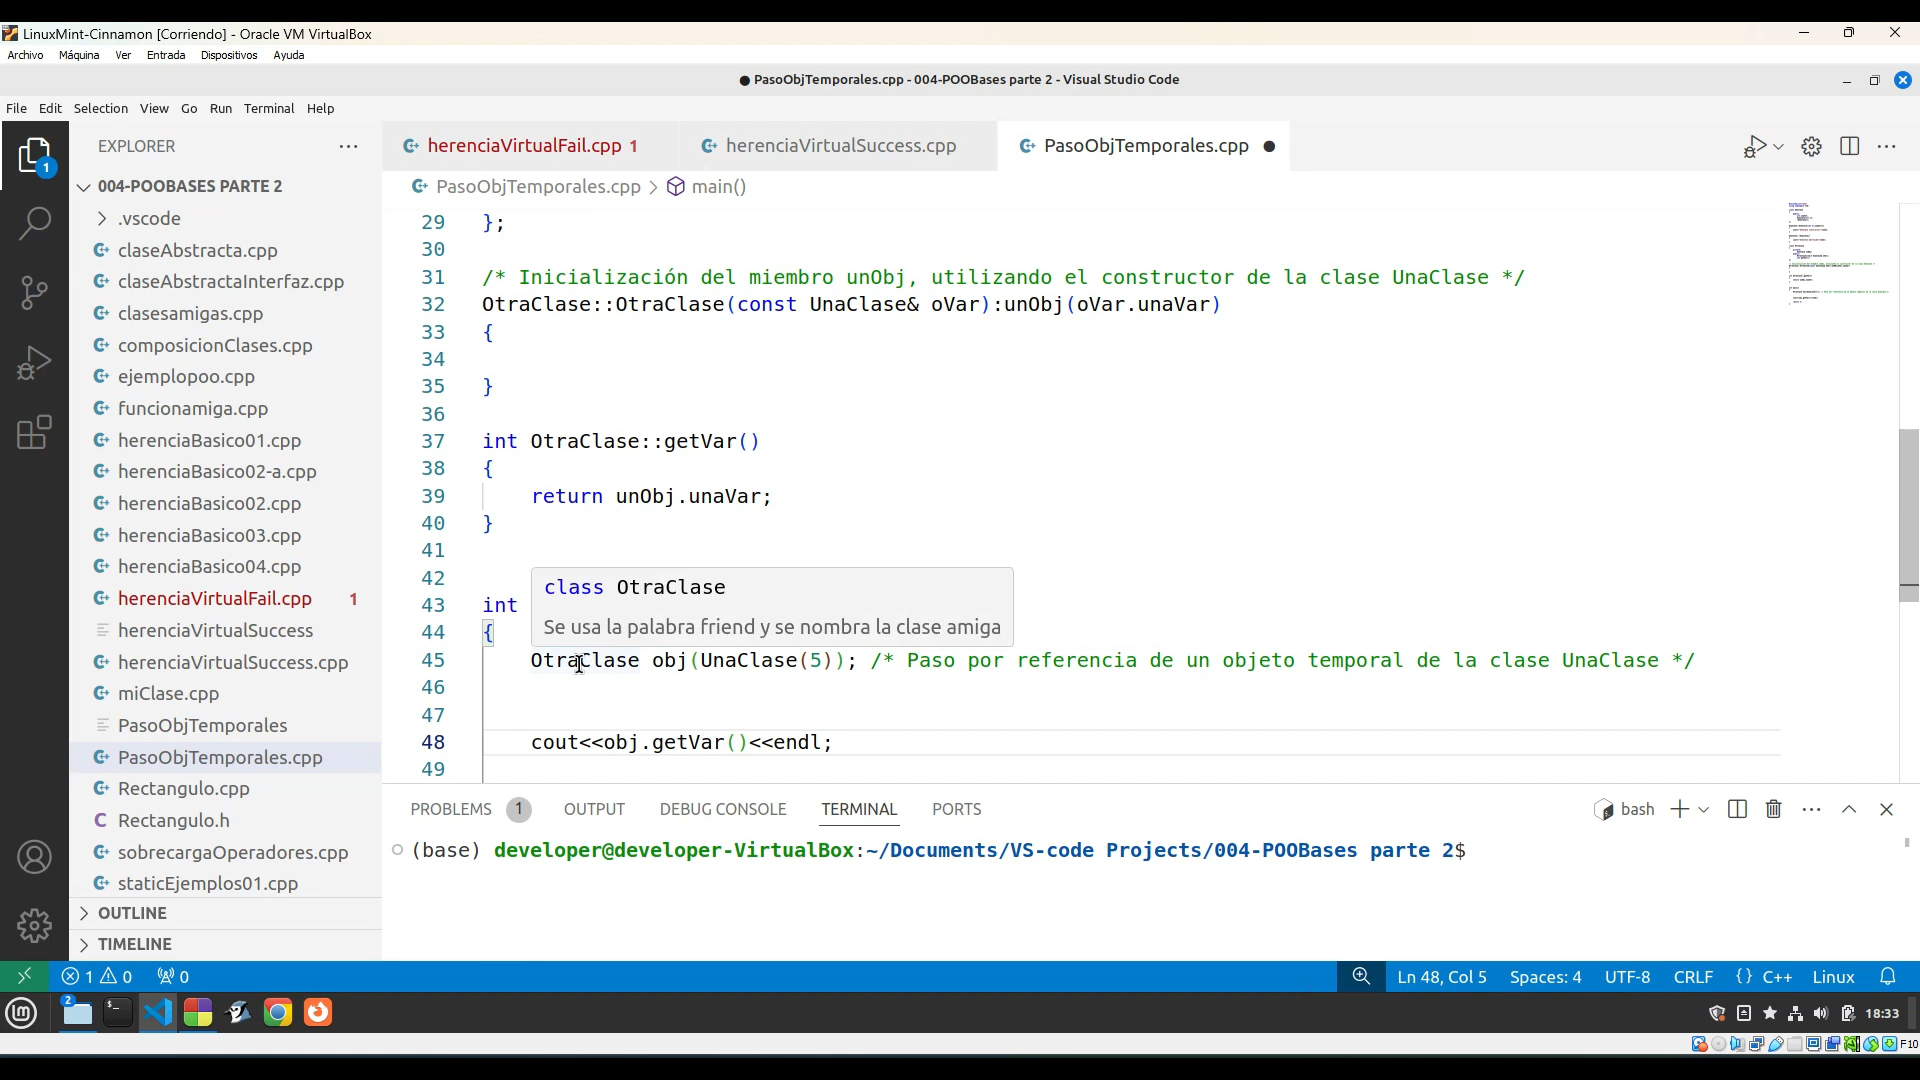 LinuxMint-Cinnamon [Corriendo] - Oracle VM VirtualBox
Archivo Máquina Ver Entrada Dispositivos Ayuda
● PasoObjTemporales.cpp - 004-POOBases parte 2 - Visual Studio Code
File Edit Selection View Go Run Terminal Help
1
EXPLORER
004-POOBASES PARTE 2
.vscode
claseAbstracta.cpp
claseAbstractaInterfaz.cpp
clasesamigas.cpp
composicionClases.cpp
ejemplopoo.cpp
funcionamiga.cpp
herenciaBasico01.cpp
herenciaBasico02-a.cpp
herenciaBasico02.cpp
herenciaBasico03.cpp
herenciaBasico04.cpp
herenciaVirtualFail.cpp 1
herenciaVirtualSuccess
herenciaVirtualSuccess.cpp
miClase.cpp
PasoObjTemporales
PasoObjTemporales.cpp
Rectangulo.cpp
C Rectangulo.h
sobrecargaOperadores.cpp
staticEjemplos01.cpp
OUTLINE
TIMELINE
herenciaVirtualFail.cpp 1 herenciaVirtualSuccess.cpp PasoObjTemporales.cpp ●
PasoObjTemporales.cpp > main()
29 };
30
31 /* Inicialización del miembro unObj, utilizando el constructor de la clase UnaClase */
32 OtraClase::OtraClase(const UnaClase& oVar):unObj(oVar.unaVar)
33 {
34
35 }
36
37 int OtraClase::getVar()
38 {
39 return unObj.unaVar;
40 }
41
42
class OtraClase
43 int
Se usa la palabra friend y se nombra la clase amiga
44 {
45 OtraClase obj(UnaClase(5)); /* Paso por referencia de un objeto temporal de la clase UnaClase */
46
47
48 cout<<obj.getVar()<<endl;
49
PROBLEMS 1 OUTPUT DEBUG CONSOLE TERMINAL PORTS
bash
(base) developer@developer-VirtualBox:~/Documents/VS-code Projects/004-POOBases parte 2$
1 0 0
Ln 48, Col 5 Spaces: 4 UTF-8 CRLF {} C++ Linux
2
18:33
F10